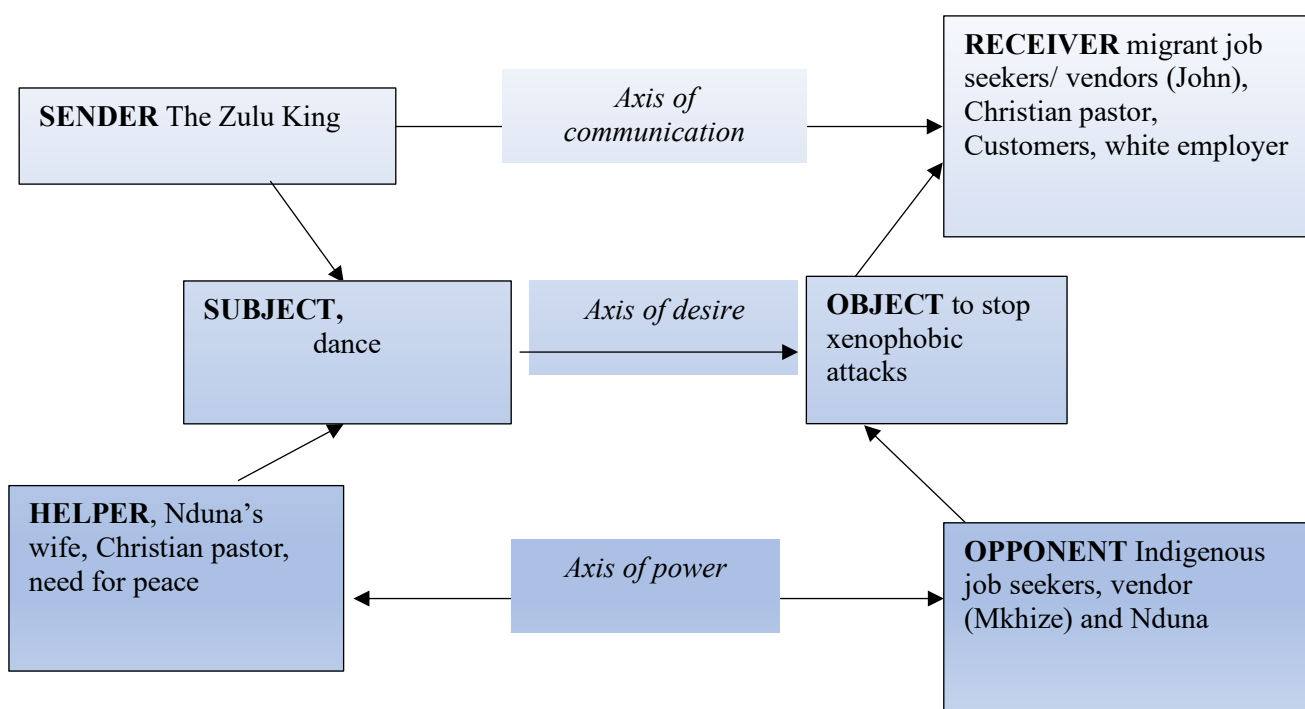 SENDER The Zulu King
Axis of
communication
RECEIVER migrant job
seekers/ vendors (John),
Christian pastor,
Customers, white employer
SUBJECT,
dance
Axis of desire
OBJECT to stop
xenophobic
attacks
HELPER, Nduna’s
wife, Christian pastor,
need for peace
Axis of power
OPPONENT Indigenous
job seekers, vendor
(Mkhize) and Nduna